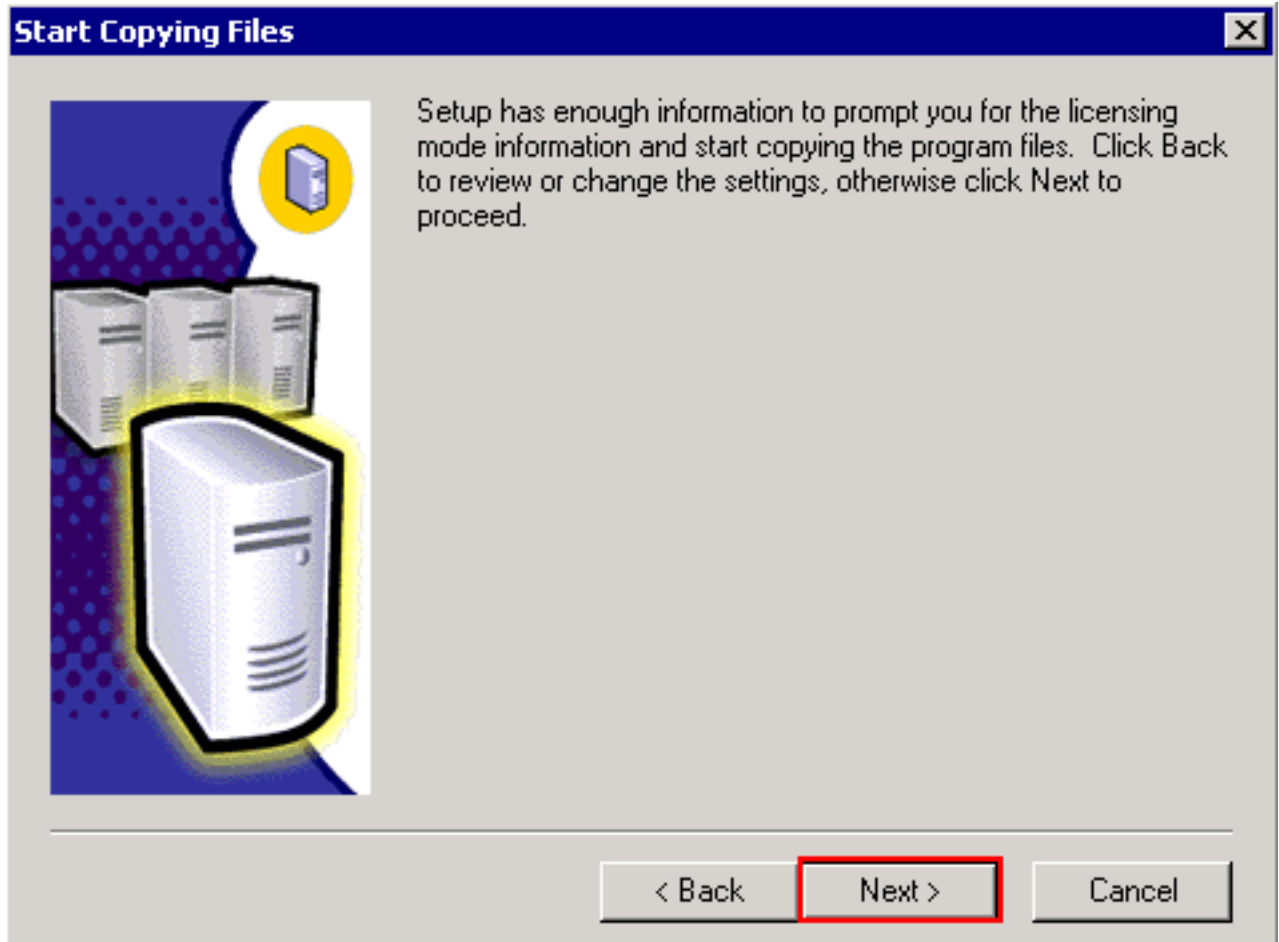 Start Copying Files
Setup has enough information to prompt you for the licensing
mode information and start copying the program files.  Click Back
to review or change the settings, otherwise click Next to
proceed.
< Back
Next >
Cancel